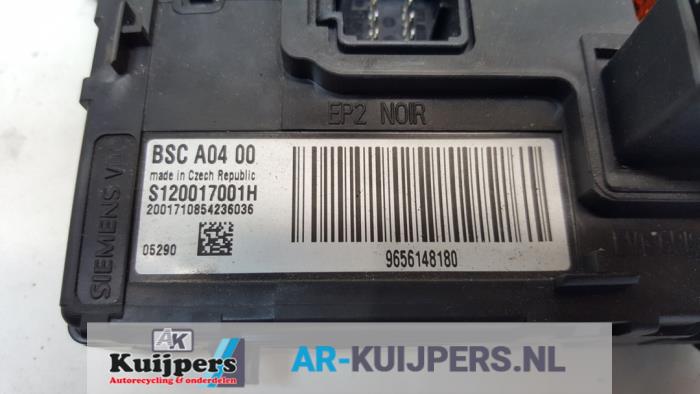 EP2 NOIR
BSC A04 00
made in Czech Republic
S120017001H
2001710854236036
05290
9656148180
SIEMENS V
AK
Kuijpers
Autorecycling & onderdelen
AR-KUIJPERS.NL